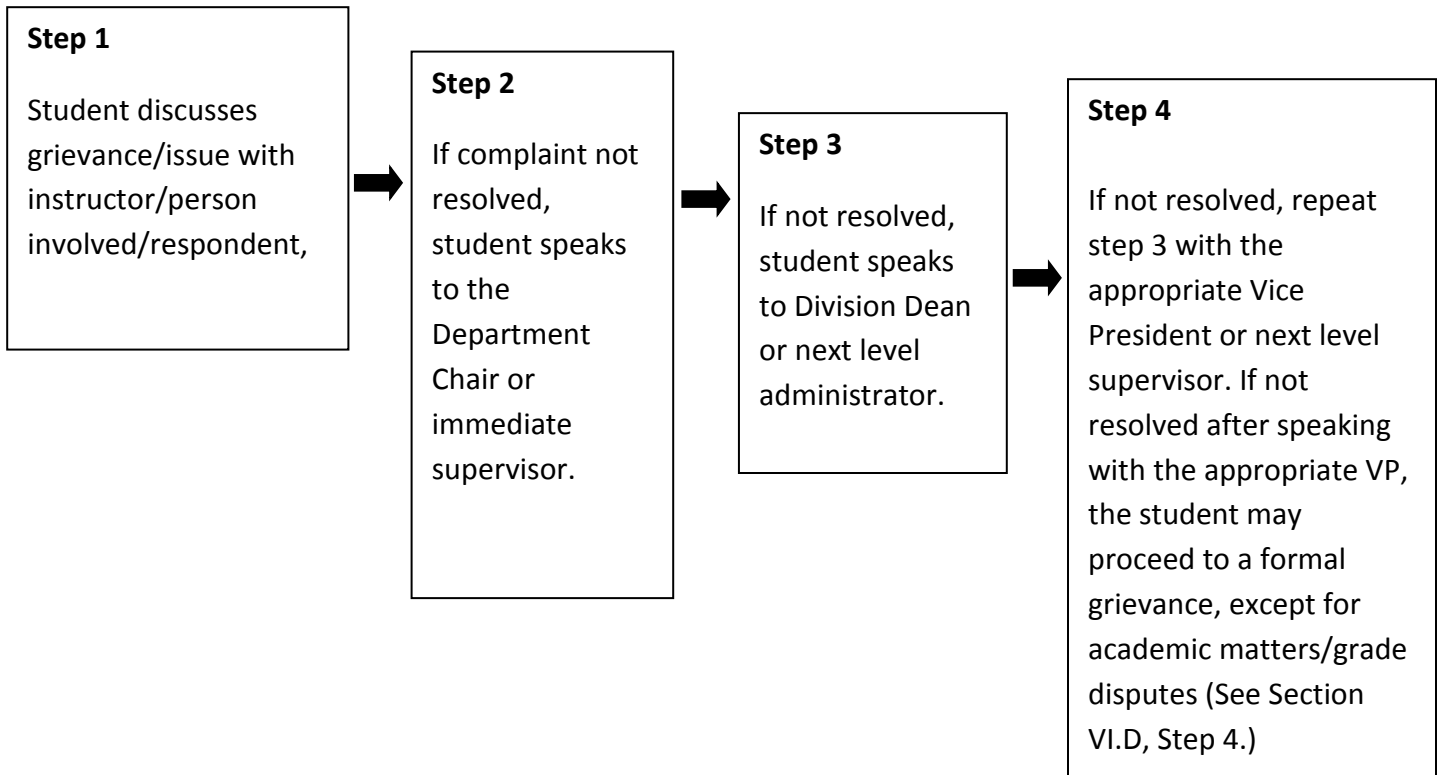 Step 1
Student discusses
grievance/issue with
instructor/person
involved/respondent,
Step 2
If complaint not
resolved,
student speaks
to the
Department
Chair or
immediate
supervisor.
Step 3
If not resolved,
student speaks
to Division Dean
or next level
administrator.
Step 4
If not resolved, repeat
step 3 with the
appropriate Vice
President or next level
supervisor. If not
resolved after speaking
with the appropriate VP,
the student may
proceed to a formal
grievance, except for
academic matters/grade
disputes (See Section
VI.D, Step 4.)